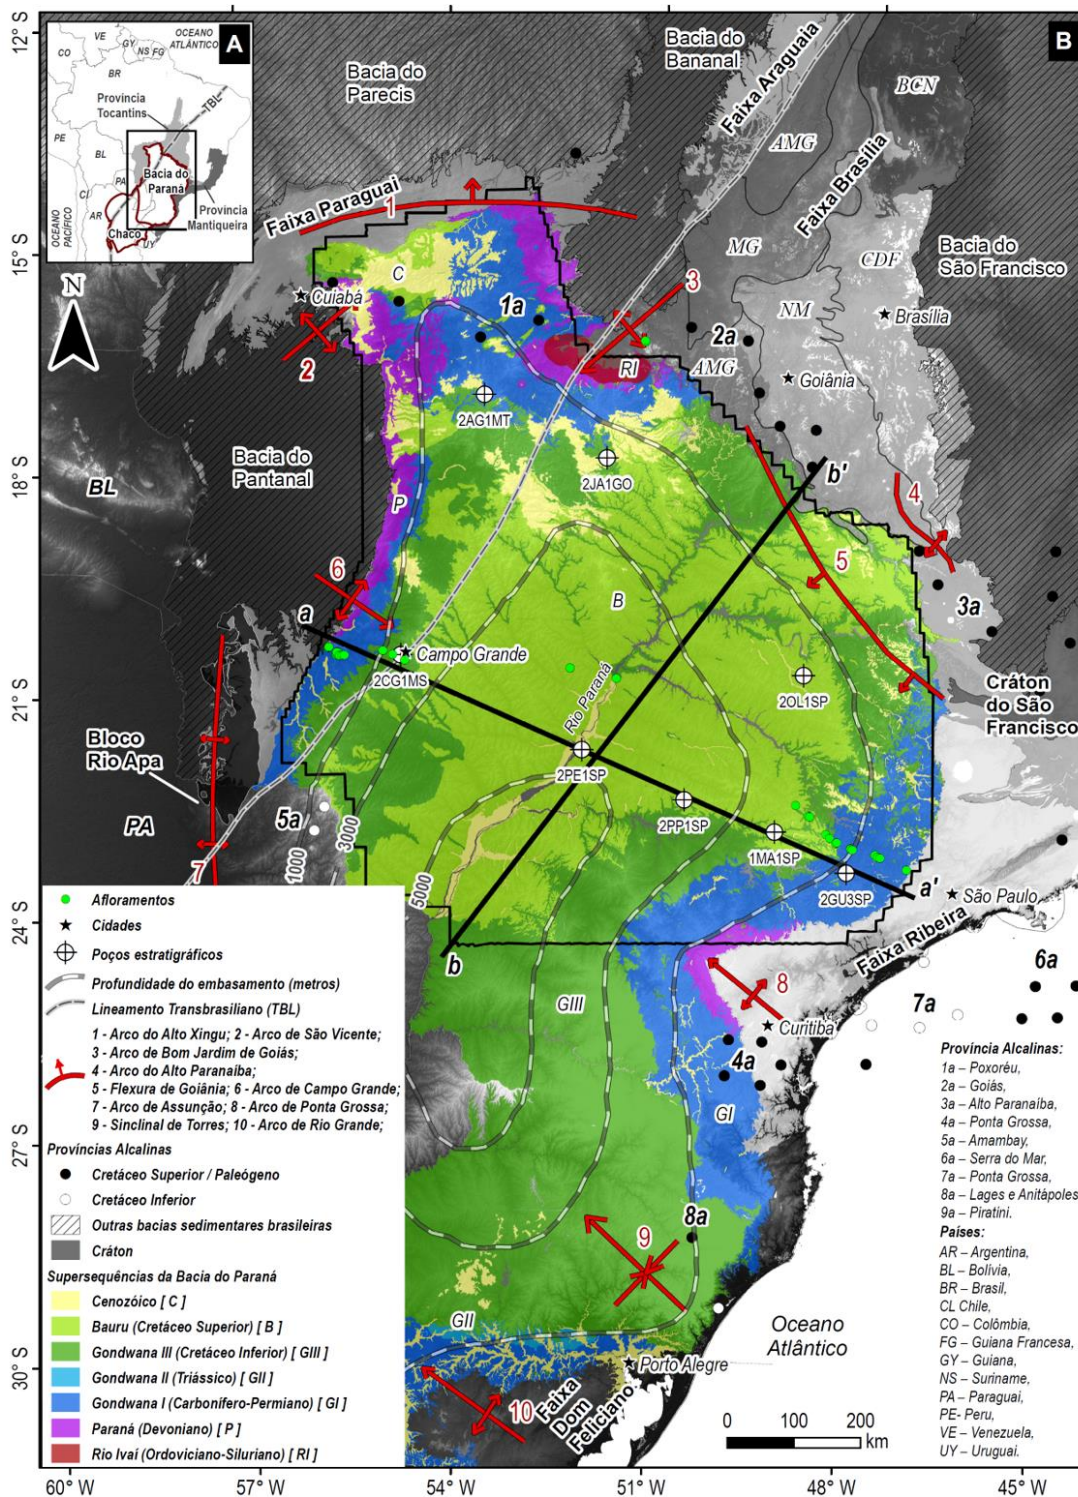 12° S
15° S
18° S
21° S
24° S
27° S
30° S
60° W
57° W
54° W
51° W
48° W
45° W
A
OCEANO
ATLÂNTICO
VE
GY
NS
FG
CO
BR
TBL
Província
Tocantins
PE
BL
Bacia do
Paraná
PA
CI
AR
Província
Mantiqueira
Chaco
UY
OCEANO
PACÍFICO
B
Bacia do
Parecis
Bacia do
Bananal
Faixa Araguaia
BCN
AMG
Faixa Brasília
Faixa Paraguai
1
MG
CDF
Bacia do
São Francisco
N
C
Cuiabá
1a
3
2a
NM
Brasília
2
RI
AMG
Goiânia
2AG1MT
2JA1GO
Bacia do
Pantanal
BL
P
b'
4
5
6
a
B
3a
Campo Grande
2CG1MS
Rio Paraná
2OL1SP
Cráton
do São
Francisco
Bloco
Rio Apa
2PE1SP
2PP1SP
PA
5a
3000
1000
5000
1MA1SP
7
2GU3SP
a'
São Paulo
b
Faixa Ribeira
6a
GIII
8
7a
Curitiba
4a
GI
8a
9
GII
Oceano
Atlântico
Porto Alegre
10
Faixa
Dom
Feliciano
0 100 200
km
Afloramentos
Cidades
Poços estratigráficos
Profundidade do embasamento (metros)
Lineamento Transbrasiliano (TBL)
1 - Arco do Alto Xingu; 2 - Arco de São Vicente;
3 - Arco de Bom Jardim de Goiás;
4 - Arco do Alto Paranaíba;
5 - Flexura de Goiânia; 6 - Arco de Campo Grande;
7 - Arco de Assunção; 8 - Arco de Ponta Grossa;
9 - Sinclinal de Torres; 10 - Arco de Rio Grande;
Províncias Alcalinas
Cretáceo Superior / Paleógeno
Cretáceo Inferior
Outras bacias sedimentares brasileiras
Cráton
Supersequências da Bacia do Paraná
Cenozóico [ C ]
Bauru (Cretáceo Superior) [ B ]
Gondwana III (Cretáceo Inferior) [ GIII ]
Gondwana II (Triássico) [ GII ]
Gondwana I (Carbonífero-Permiano) [ GI ]
Paraná (Devoniano) [ P ]
Rio Ivaí (Ordoviciano-Siluriano) [ RI ]
Província Alcalinas:
1a – Poxoréu,
2a – Goiás,
3a – Alto Paranaíba,
4a – Ponta Grossa,
5a – Amambay,
6a – Serra do Mar,
7a – Ponta Grossa,
8a – Lages e Anitápoles
9a – Piratini.
Países:
AR – Argentina,
BL – Bolívia,
BR – Brasil,
CL Chile,
CO – Colômbia,
FG – Guiana Francesa,
GY – Guiana,
NS – Suriname,
PA – Paraguai,
PE- Peru,
VE – Venezuela,
UY – Uruguai.